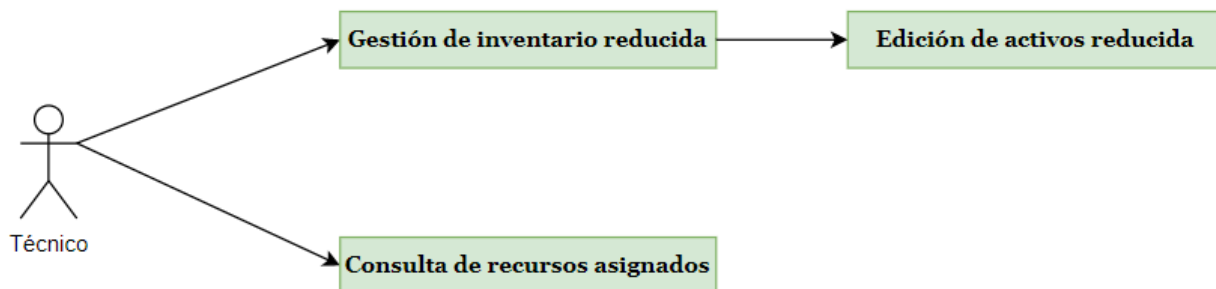 Gestión de inventario reducida
Edición de activos reducida
Técnico
Consulta de recursos asignados